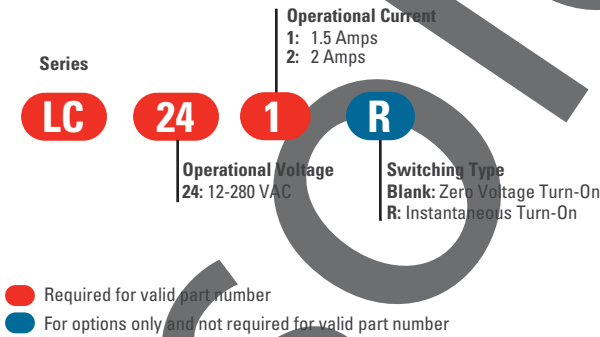 Operational Current
1: 1.5 Amps
2: 2 Amps
Series
LC 24 1 R
Operational Voltage
24: 12-280 VAC
Switching Type
Blank: Zero Voltage Turn-On
R: Instantaneous Turn-On
Required for valid part number
For options only and not required for valid part number